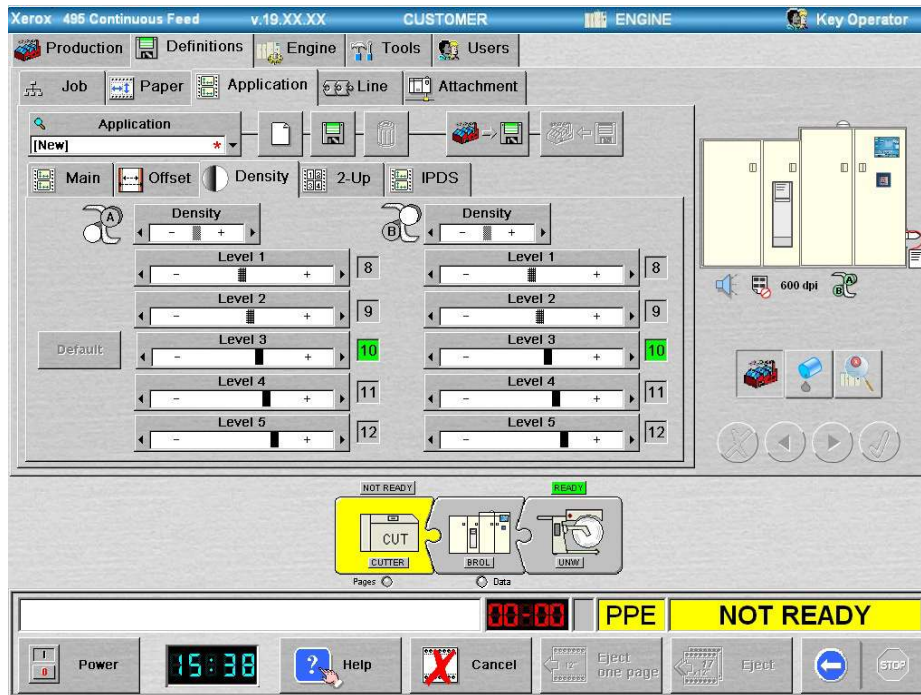 Xerox 495 Continuous Feed v.19.XX.XX CUSTOMER ENGINE Key Operator
Production Definitions Engine Tools Users
Job Paper Application Line Attachment
Application
[New] *
Main Offset Density 2-Up IPDS
A Density B Density
- + - +
Level 1 Level 1
- + 8 - + 8
Level 2 Level 2
- + 9 - + 9
Default
Level 3 Level 3
- + 10 - + 10
Level 4 Level 4
- + 11 - + 11
Level 5 Level 5
- + 12 - + 12
600 dpi A B
NOT READY READY
CUT
CUTTER BROL UNW
Pages Data
00-00 PPE NOT READY
Power 15:38 ? Help Cancel 12" Eject one page Eject STOP